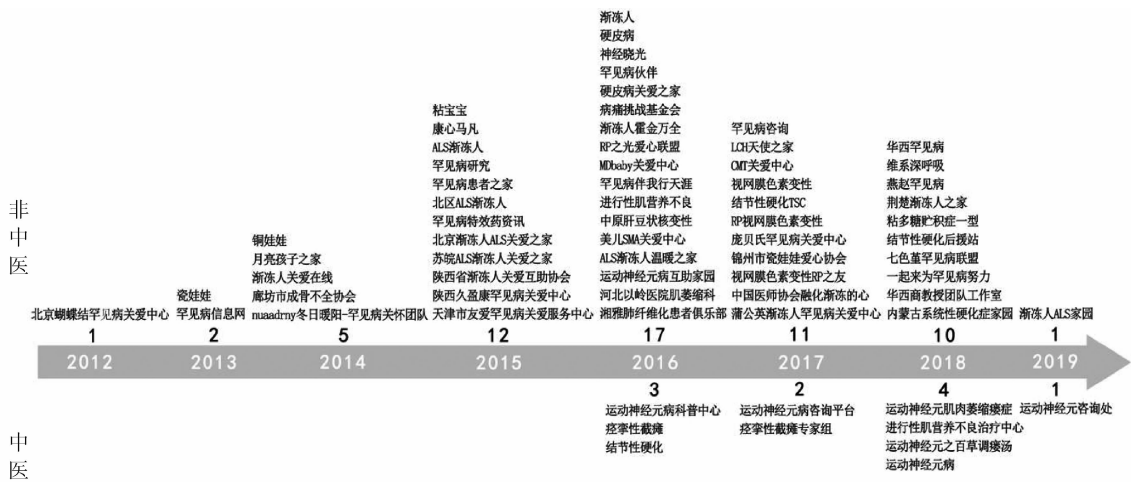 非中医
北京蝴蝶结罕见病关爱中心
1
2012
瓷娃娃
罕见病信息网
2
2013
铜娃娃
月亮孩子之家
渐冻人关爱在线
廊坊市成骨不全协会
nuaadrny冬日暖阳-罕见病关怀团队
5
2014
粘宝宝
康心马凡
ALS渐冻人
罕见病研究
罕见病患者之家
北区ALS渐冻人
罕见病特效药资讯
北京渐冻人ALS关爱之家
苏皖ALS渐冻人关爱之家
陕西省渐冻人关爱互助协会
陕西久盈康罕见病关爱中心
天津市友爱罕见病关爱服务中心
12
2015
渐冻人
硬皮病
神经晓光
罕见病伙伴
硬皮病关爱之家
病痛挑战基金会
渐冻人霍金万全
RP之光爱心联盟
MDbaby关爱中心
罕见病伴我行天涯
进行性肌营养不良
中原肝豆状核变性
美儿SMA关爱中心
ALS渐冻人温暖之家
运动神经元病互助家园
河北以岭医院肌萎缩科
湘雅肺纤维化患者俱乐部
17
2016
罕见病咨询
LCH天使之家
CMT关爱中心
视网膜色素变性
结节性硬化TSC
RP视网膜色素变性
庞贝氏罕见病关爱中心
锦州市瓷娃娃爱心协会
视网膜色素变性RP之友
中国医师协会融化渐冻的心
蒲公英渐冻人罕见病关爱中心
11
2017
华西罕见病
维系深呼吸
燕赵罕见病
荆楚渐冻人之家
粘多糖贮积症一型
结节性硬化后援站
七色堇罕见病联盟
一起来为罕见病努力
华西商教授团队工作室
内蒙古系统性硬化症家园
10
2018
渐冻人ALS家园
1
2019
中医
3
运动神经元病科普中心
痉挛性截瘫
结节性硬化
2
运动神经元病咨询平台
痉挛性截瘫专家组
4
运动神经元肌肉萎缩痿症
进行性肌营养不良治疗中心
运动神经元之百草调痿汤
运动神经元病
1
运动神经元咨询处